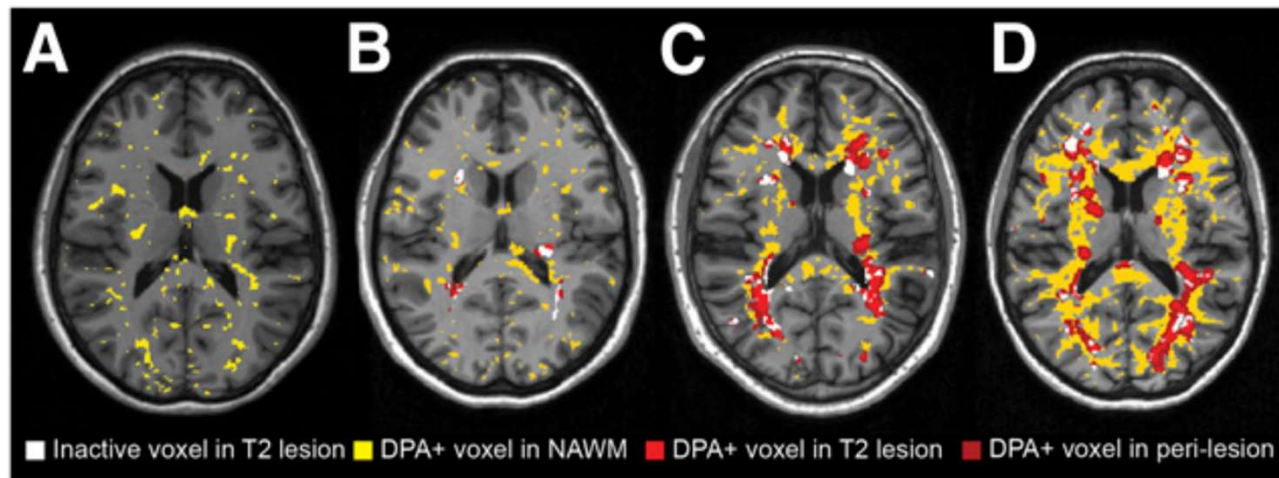 A B C D
Inactive voxel in T2 lesion DPA+ voxel in NAWM DPA+ voxel in T2 lesion DPA+ voxel in peri-lesion